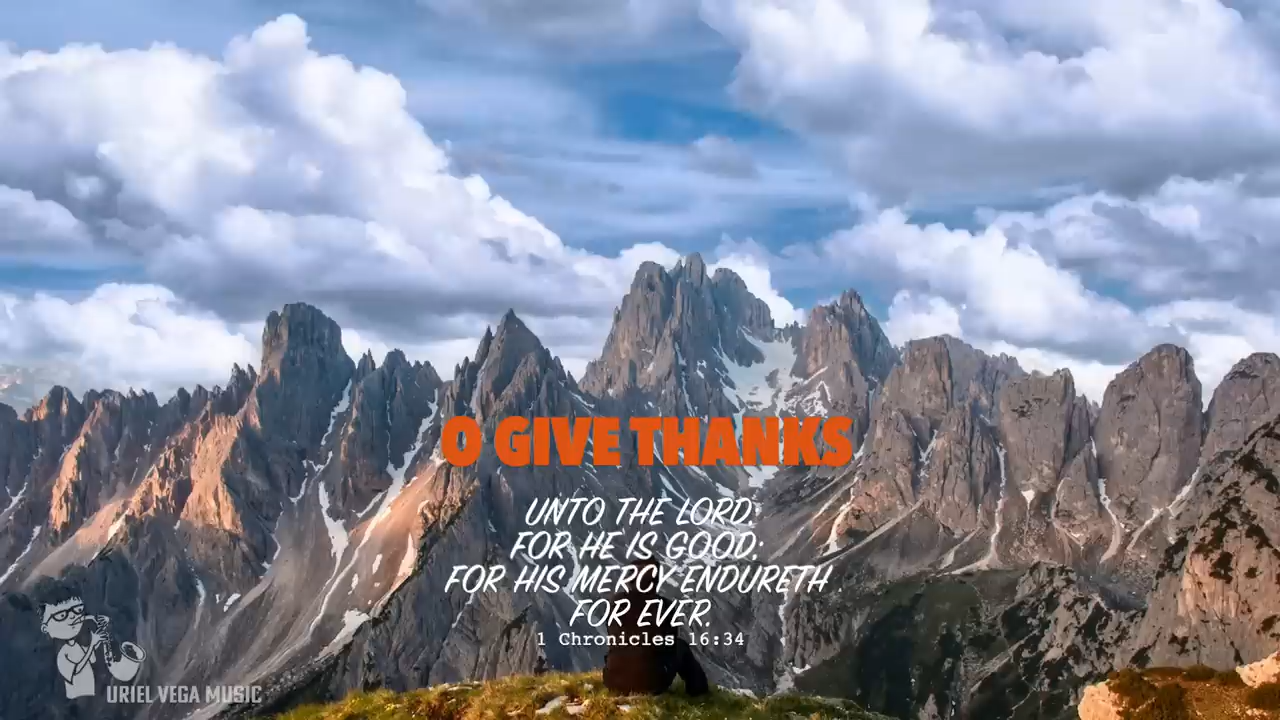 O GIVE THANKS
UNTO THE LORD;
FOR HE IS GOOD;
FOR HIS MERCY ENDURETH
FOR EVER.
1 Chronicles 16:34
URIEL VEGA MUSIC